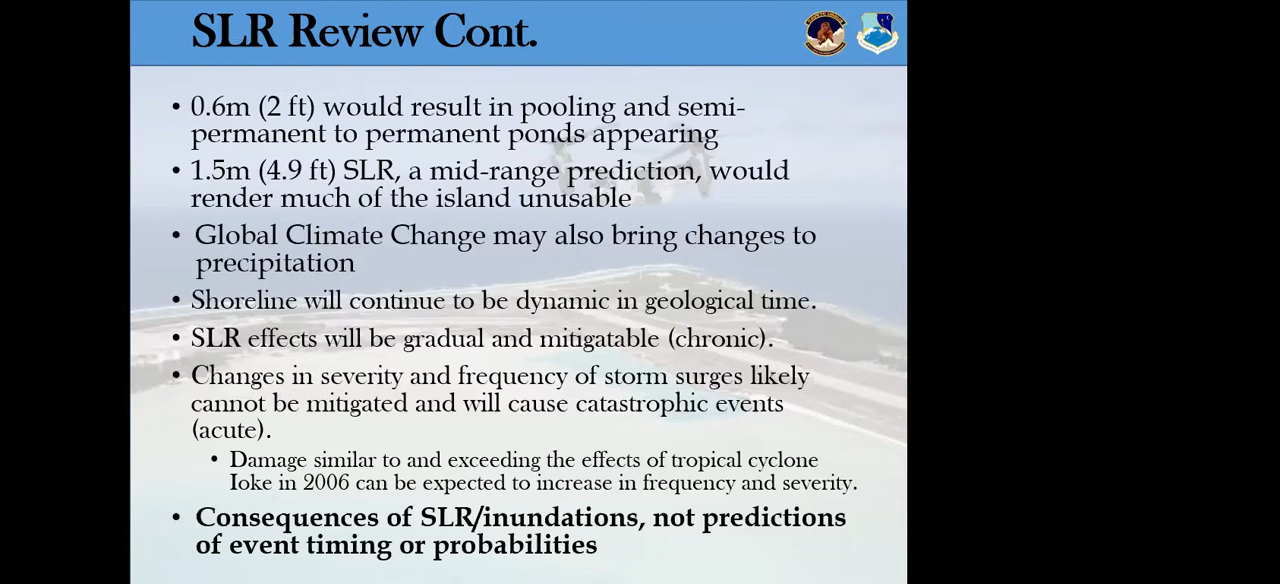 SLR Review Cont.
• 0.6m (2 ft) would result in pooling and semi-
permanent to permanent ponds appearing
• 1.5m (4.9 ft) SLR, a mid-range prediction, would
render much of the island unusable
• Global Climate Change may also bring changes to
precipitation
• Shoreline will continue to be dynamic in geological time.
• SLR effects will be gradual and mitigatable (chronic).
• Changes in severity and frequency of storm surges likely
cannot be mitigated and will cause catastrophic events
(acute).
• Damage similar to and exceeding the effects of tropical cyclone
Ioke in 2006 can be expected to increase in frequency and severity.
• Consequences of SLR/inundations, not predictions
of event timing or probabilities